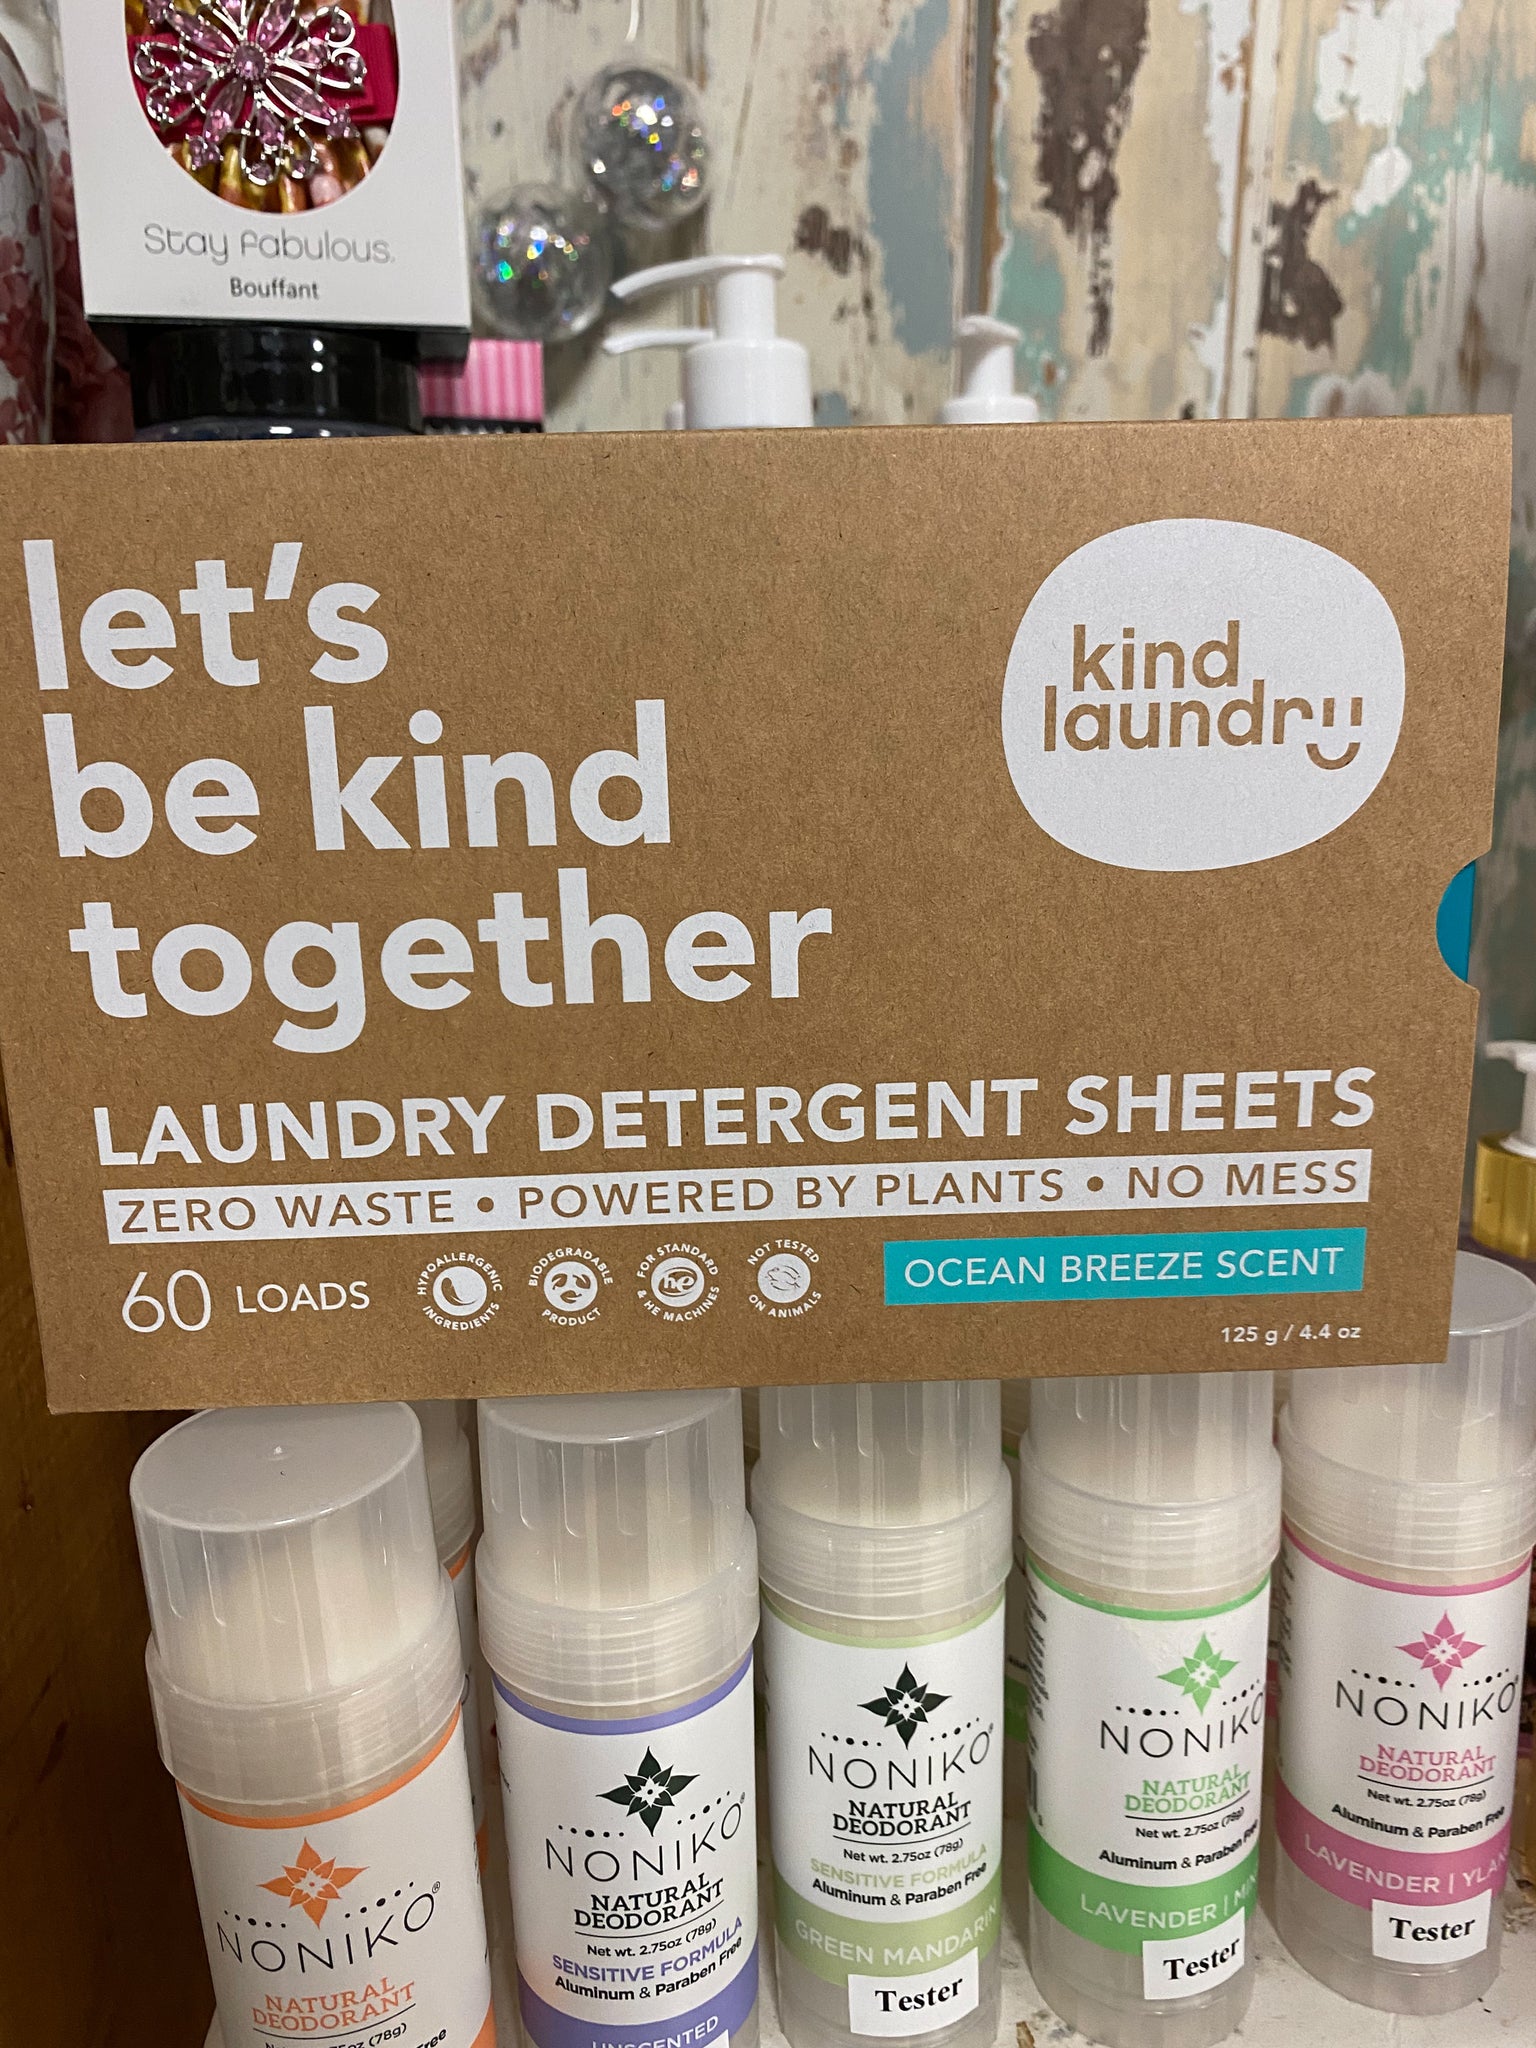 Stay Fabulous.
Bouffant
let's
be kind
together
kind
laundry
LAUNDRY DETERGENT SHEETS
ZERO WASTE • POWERED BY PLANTS • NO MESS
60 LOADS
HYPOALLERGENIC
INGREDIENTS
BIODEGRADABLE
PRODUCT
FOR STANDARD
he
& HE MACHINES
NOT TESTED
ON ANIMALS
OCEAN BREEZE SCENT
125 g / 4.4 oz
NONIKO®
NATURAL
DEODORANT
(78g)
NONIKO®
NATURAL
DEODORANT
Net wt. 2.75oz (78g)
SENSITIVE FORMULA
Aluminum & Paraben Free
UNSCENTED
NONIKO®
NATURAL
DEODORANT
Net wt. 2.75oz (78g)
SENSITIVE FORMULA
Aluminum & Paraben Free
GREEN MANDARIN
Tester
NONIKO
NATURAL
DEODORANT
Net wt. 2.75oz (78g)
Aluminum & Paraben
LAVENDER |
Tester
NONIKO®
NATURAL
DEODORANT
Net wt. 2.75oz (78g)
Aluminum & Paraben Free
LAVENDER |
Tester